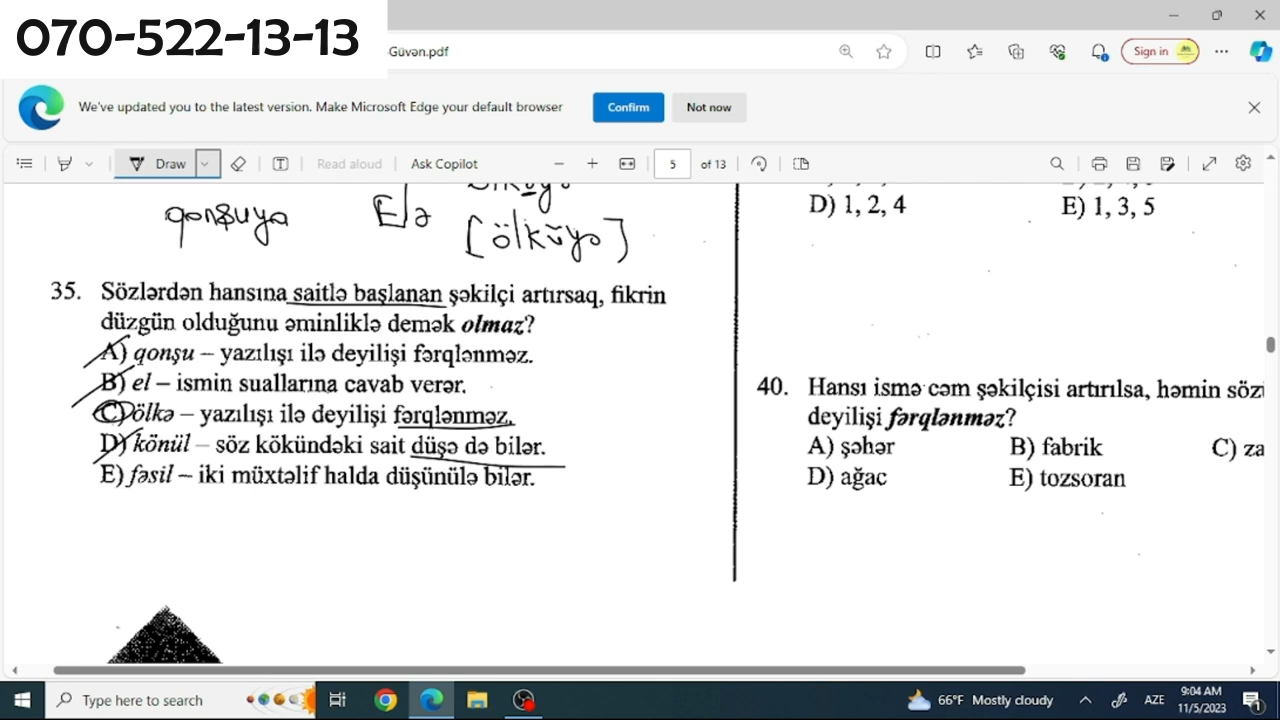 070-522-13-13
-Güvən.pdf
Sign in
We've updated you to the latest version. Make Microsoft Edge your default browser
Confirm
Not now
Draw
Read aloud
Ask Copilot
5
of 13
qonşuya
Elə
[ölküyə]
35. Sözlərdən hansına saitlə başlanan şəkilçi artırsaq, fikrin
düzgün olduğunu əminliklə demək olmaz?
A) qonşu – yazılışı ilə deyilişi fərqlənməz.
B) el – ismin suallarına cavab verər.
C) ölkə – yazılışı ilə deyilişi fərqlənməz.
D) könül – söz kökündəki sait düşə də bilər.
E) fəsil – iki müxtəlif halda düşünülə bilər.
D) 1, 2, 4
E) 1, 3, 5
40. Hansı ismə cəm şəkilçisi artırılsa, həmin söz
deyilişi fərqlənməz?
A) şəhər
B) fabrik
C) za
D) ağac
E) tozsoran
Type here to search
66°F Mostly cloudy
AZE
9:04 AM
11/5/2023
1